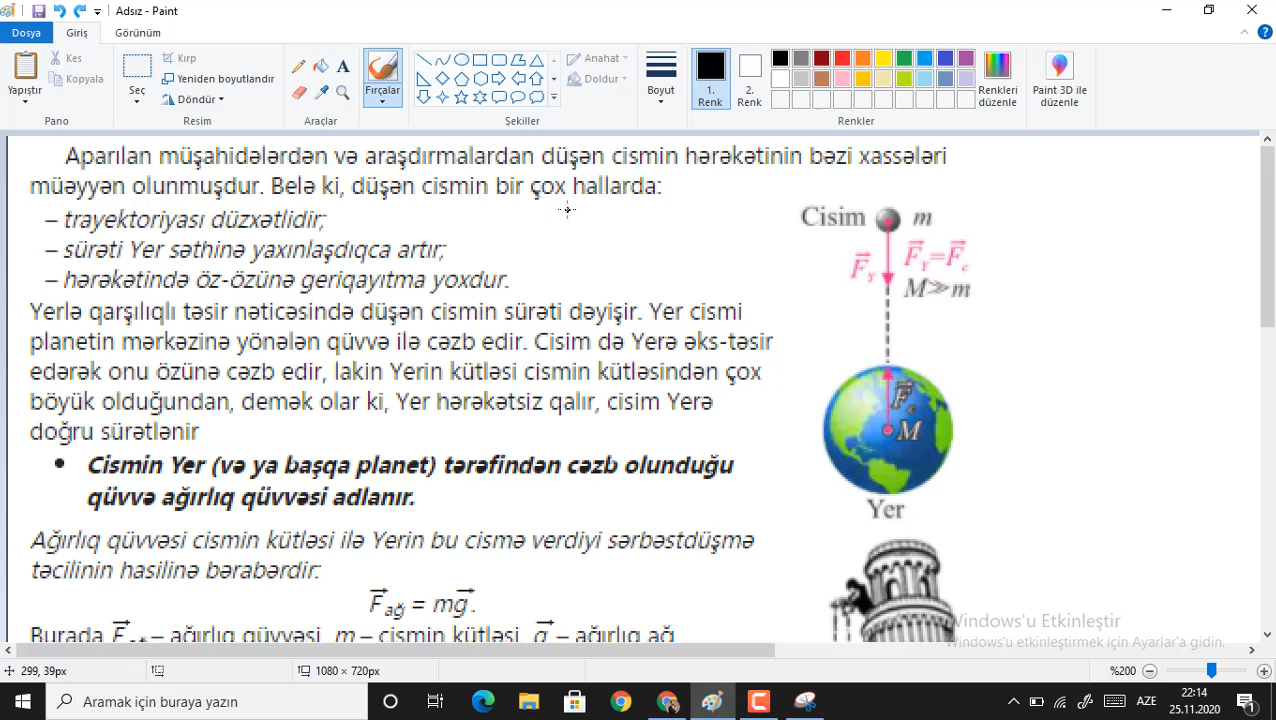 Adsız - Paint
Dosya Giriş Görünüm
Yapıştır
Kes
Kopyala
Pano
Seç
Kırp
Yeniden boyutlandır
Döndür
Resim
Araçlar
Fırçalar
Anahat
Doldur
Şekiller
Boyut
1. Renk
2. Renk
Renkleri düzenle
Paint 3D ile düzenle
Renkler
Aparılan müşahidələrdən və araşdırmalardan düşən cismin hərəkətinin bəzi xassələri
müəyyən olunmuşdur. Belə ki, düşən cismin bir çox hallarda:
– trayektoriyası düzxətlidir;
– sürəti Yer səthinə yaxınlaşdıqca artır;
– hərəkətində öz-özünə geriqayıtma yoxdur.
Yerlə qarşılıqlı təsir nəticəsində düşən cismin sürəti dəyişir. Yer cismi
planetin mərkəzinə yönələn qüvvə ilə cəzb edir. Cisim də Yerə əks-təsir
edərək onu özünə cəzb edir, lakin Yerin kütləsi cismin kütləsindən çox
böyük olduğundan, demək olar ki, Yer hərəkətsiz qalır, cisim Yerə
doğru sürətlənir
• Cismin Yer (və ya başqa planet) tərəfindən cəzb olunduğu
qüvvə ağırlıq qüvvəsi adlanır.
Ağırlıq qüvvəsi cismin kütləsi ilə Yerin bu cismə verdiyi sərbəstdüşmə
təcilinin hasilinə bərabərdir:
F⃗ağ = mg⃗.
Burada F⃗ – ağırlıq qüvvəsi, m – cismin kütləsi, g⃗ – ağırlıq
Cisim m
F⃗Y F⃗Y=F⃗c
M≫m
F⃗c
M
Yer
Windows'u Etkinleştir
Windows'u etkinleştirmek için Ayarlar'a gidin.
299, 39px
1080 × 720px
%200
Aramak için buraya yazın
AZE
22:14
25.11.2020
1